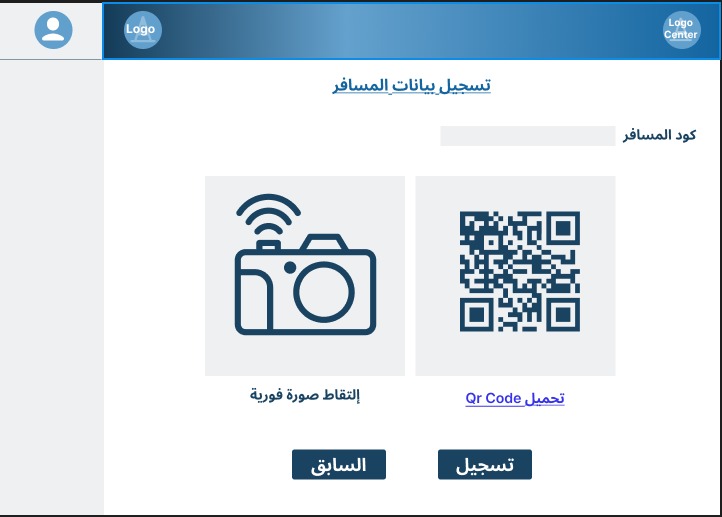 Logo
Logo
Center
تسجيل بيانات المسافر
كود المسافر
تحميل Qr Code
إلتقاط صورة فورية
تسجيل
السابق